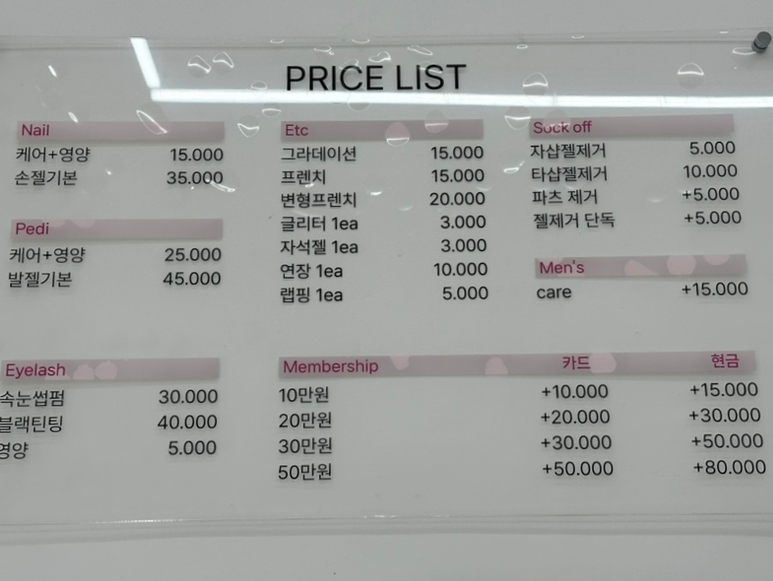 PRICE LIST
Nail
케어+영양 15.000
손젤기본 35.000
Pedi
케어+영양 25.000
발젤기본 45.000
Eyelash
속눈썹펌 30.000
블랙틴팅 40.000
영양 5.000
Etc
그라데이션 15.000
프렌치 15.000
변형프렌치 20.000
글리터 1ea 3.000
자석젤 1ea 3.000
연장 1ea 10.000
랩핑 1ea 5.000
Sock off
자샵젤제거 5.000
타샵젤제거 10.000
파츠 제거 +5.000
젤제거 단독 +5.000
Men's
care +15.000
Membership 카드 현금
10만원 +10.000 +15.000
20만원 +20.000 +30.000
30만원 +30.000 +50.000
50만원 +50.000 +80.000